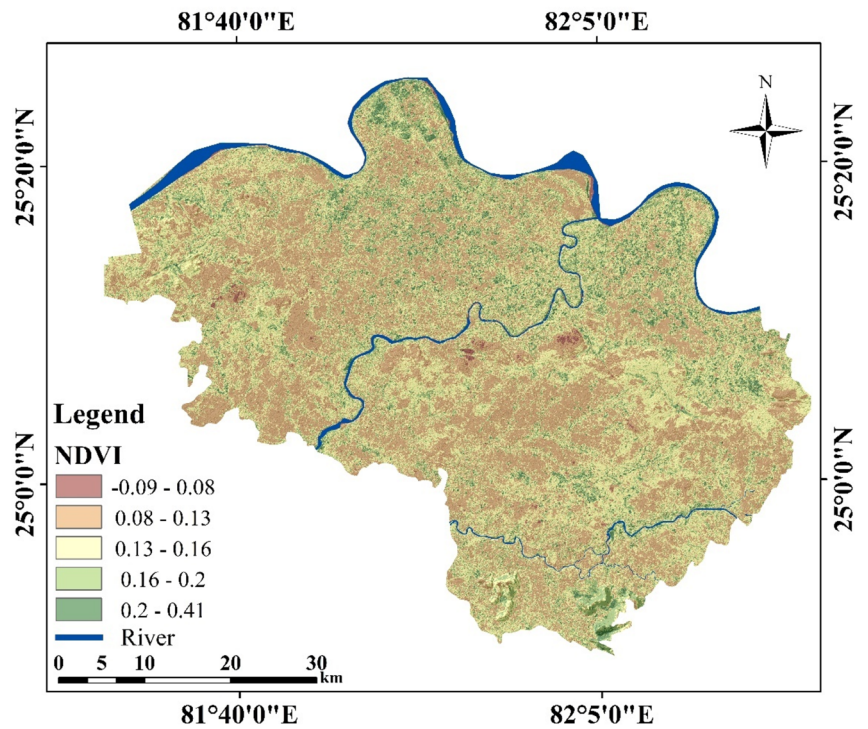 81°40'0"E 82°5'0"E
N
25°20'0"N 25°20'0"N
25°0'0"N 25°0'0"N
Legend
NDVI
-0.09 - 0.08
0.08 - 0.13
0.13 - 0.16
0.16 - 0.2
0.2 - 0.41
River
0 5 10 20 30
km
81°40'0"E 82°5'0"E